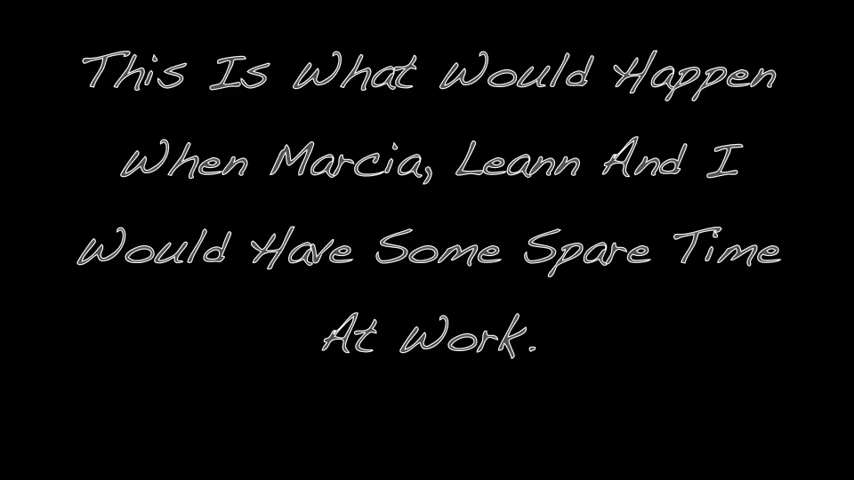 This Is What Would Happen
When Marcia, Leann And I
Would Have Some Spare Time
At Work.